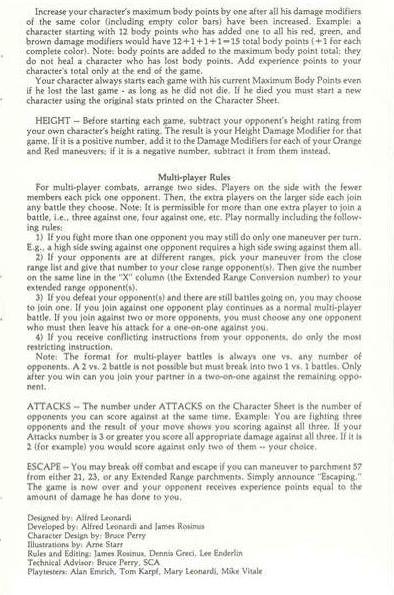 Increase your character's maximum body points by one after all his damage modifiers
of the same color (including empty color bars) have been increased. Example: a
character starting with 12 body points who has added one to all his red, green, and
brown damage modifiers would have 12+1+1+1=15 total body points (+1 for each
complete color). Note: body points are added to the maximum body point total; they
do not heal a character who has lost body points. Add experience points to your
character's total only at the end of the game.
Your character always starts each game with his current Maximum Body Points even
if he lost the last game - as long as he did not die. If he died you must start a new
character using the original stats printed on the Character Sheet.
HEIGHT — Before starting each game, subtract your opponent's height rating from
your own character's height rating. The result is your Height Damage Modifier for that
game. If it is a positive number, add it to the Damage Modifiers for each of your Orange
and Red maneuvers; if it is a negative number, subtract it from them instead.
Multi-player Rules
For multi-player combats, arrange two sides. Players on the side with the fewer
members each pick one opponent. Then, the extra players on the larger side each join
any battle they choose. Note: It is permissible for more than one extra player to join a
battle, i.e., three against one, four against one, etc. Play normally including the follow-
ing rules:
1) If you fight more than one opponent you may still do only one maneuver per turn.
E.g., a high side swing against one opponent requires a high side swing against them all.
2) If your opponents are at different ranges, pick your maneuver from the close
range list and give that number to your close range opponent(s). Then give the number
on the same line in the "X" column (the Extended Range Conversion number) to your
extended range opponent(s).
3) If you defeat your opponent(s) and there are still battles going on, you may choose
to join one. If you join against one opponent play continues as a normal multi-player
battle. If you join against two or more opponents, you must choose any one opponent
who must then leave his attack for a one-on-one against you.
4) If you receive conflicting instructions from your opponents, do only the most
restricting instruction.
Note: The format for multi-player battles is always one vs. any number of
opponents. A 2 vs. 2 battle is not possible but must break into two 1 vs. 1 battles. Only
after you win can you join your partner in a two-on-one against the remaining oppo-
nent.
ATTACKS — The number under ATTACKS on the Character Sheet is the number of
opponents you can score against at the same time. Example: You are fighting three
opponents and the result of your move shows you scoring against all three. If your
Attacks number is 3 or greater you score all appropriate damage against all three. If it is
2 (for example) you would score against only two of them -- your choice.
ESCAPE — You may break off combat and escape if you can maneuver to parchment 57
from either 21, 23, or any Extended Range parchments. Simply announce "Escaping."
The game is now over and your opponent receives experience points equal to the
amount of damage he has done to you.
Designed by: Alfred Leonardi
Developed by: Alfred Leonardi and James Rosinus
Character Design by: Bruce Perry
Illustrations by: Arne Starr
Rules and Editing: James Rosinus, Dennis Greci, Lee Enderlin
Technical Advisor: Bruce Perry, SCA
Playtesters: Alan Emrich, Tom Karpf, Mary Leonardi, Mike Vitale